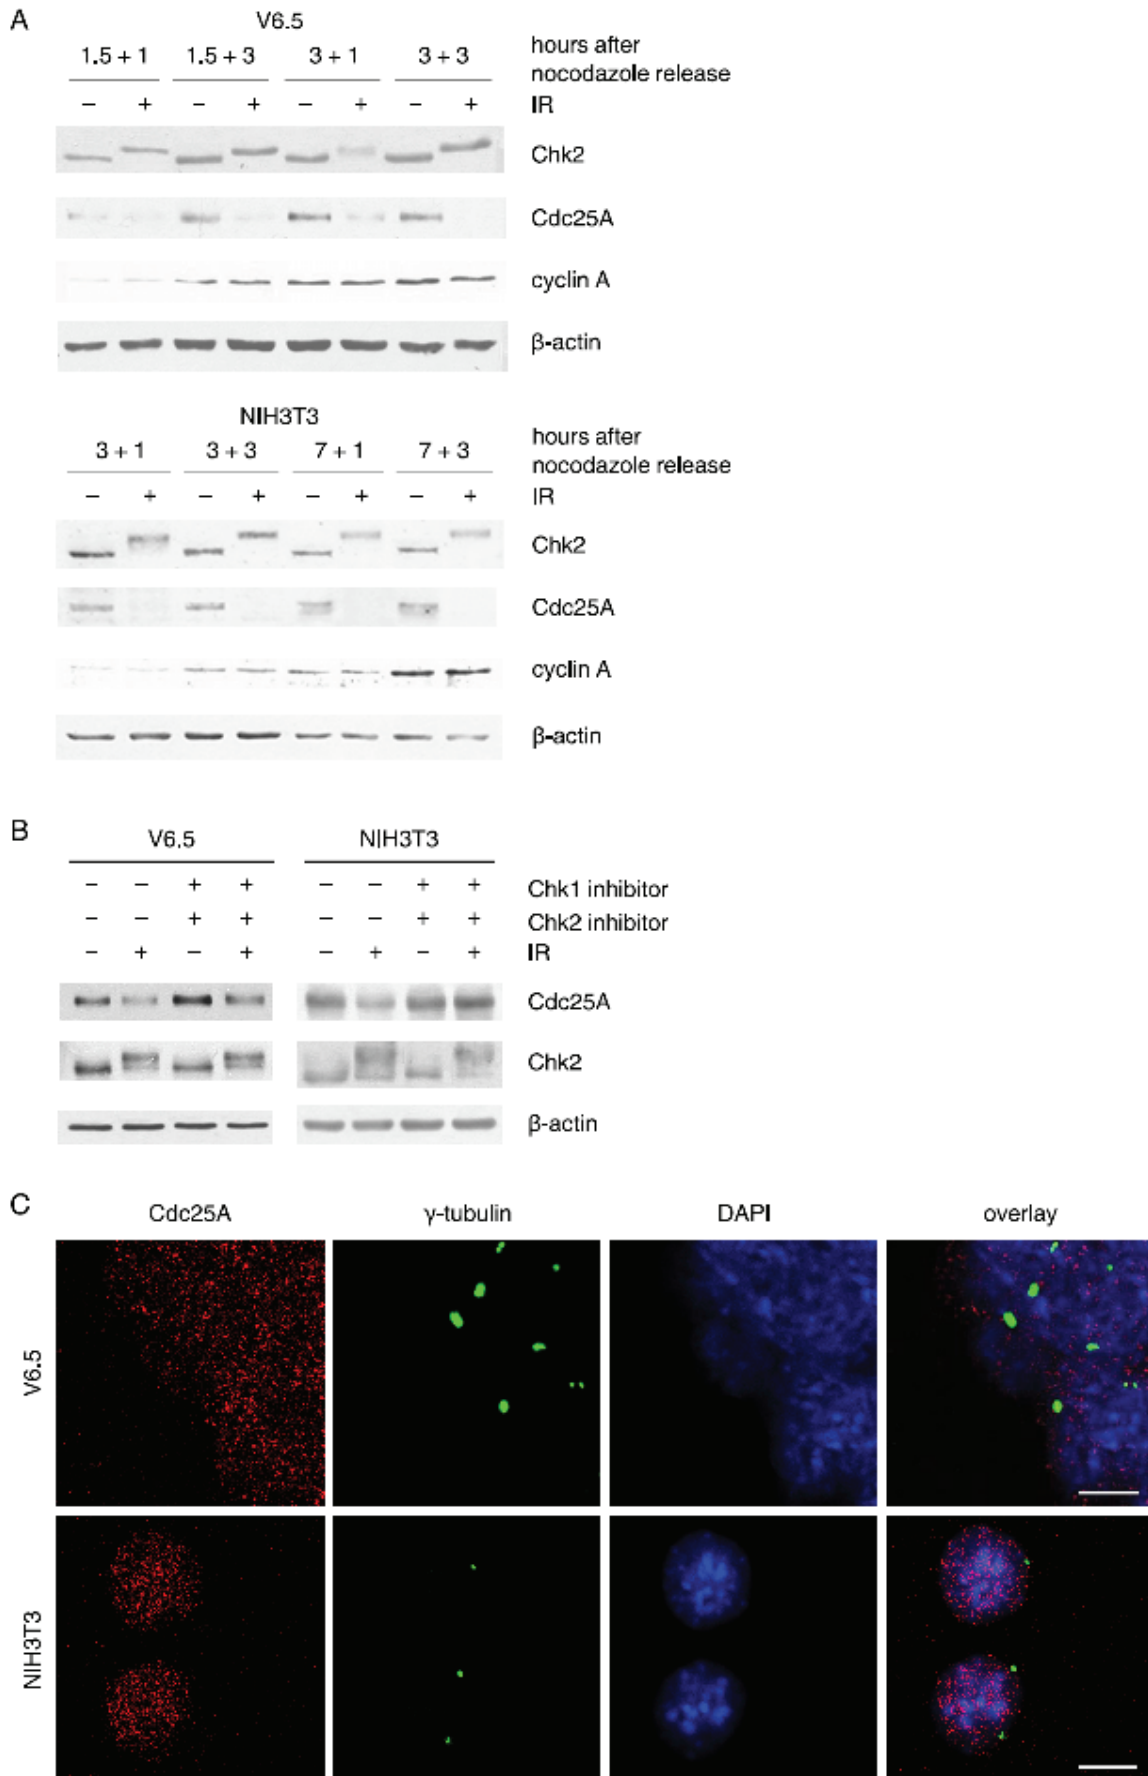 A
V6.5
1.5 + 1 1.5 + 3 3 + 1 3 + 3 hours after
nocodazole release
– + – + – + – + IR
Chk2
Cdc25A
cyclin A
β-actin
NIH3T3
3 + 1 3 + 3 7 + 1 7 + 3 hours after
nocodazole release
– + – + – + – + IR
Chk2
Cdc25A
cyclin A
β-actin
B
V6.5 NIH3T3
– – + + – – + + Chk1 inhibitor
– – + + – – + + Chk2 inhibitor
– + – + – + – + IR
Cdc25A
Chk2
β-actin
C
Cdc25A γ-tubulin DAPI overlay
V6.5
NIH3T3